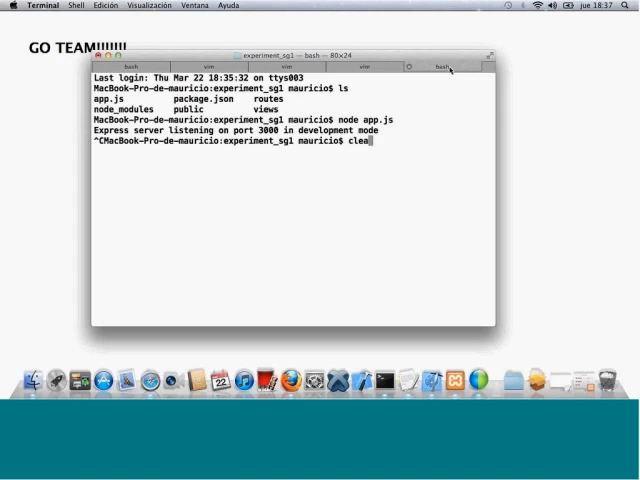 Terminal Shell Edición Visualización Ventana Ayuda jue 18:37
GO TEAM!!!!!!!
experiment_sg1 — bash — 80×24
bash vim vim vim bash
Last login: Thu Mar 22 18:35:32 on ttys003
MacBook-Pro-de-mauricio:experiment_sg1 mauricio$ ls
app.js package.json routes
node_modules public views
MacBook-Pro-de-mauricio:experiment_sg1 mauricio$ node app.js
Express server listening on port 3000 in development mode
^CMacBook-Pro-de-mauricio:experiment_sg1 mauricio$ clea
22